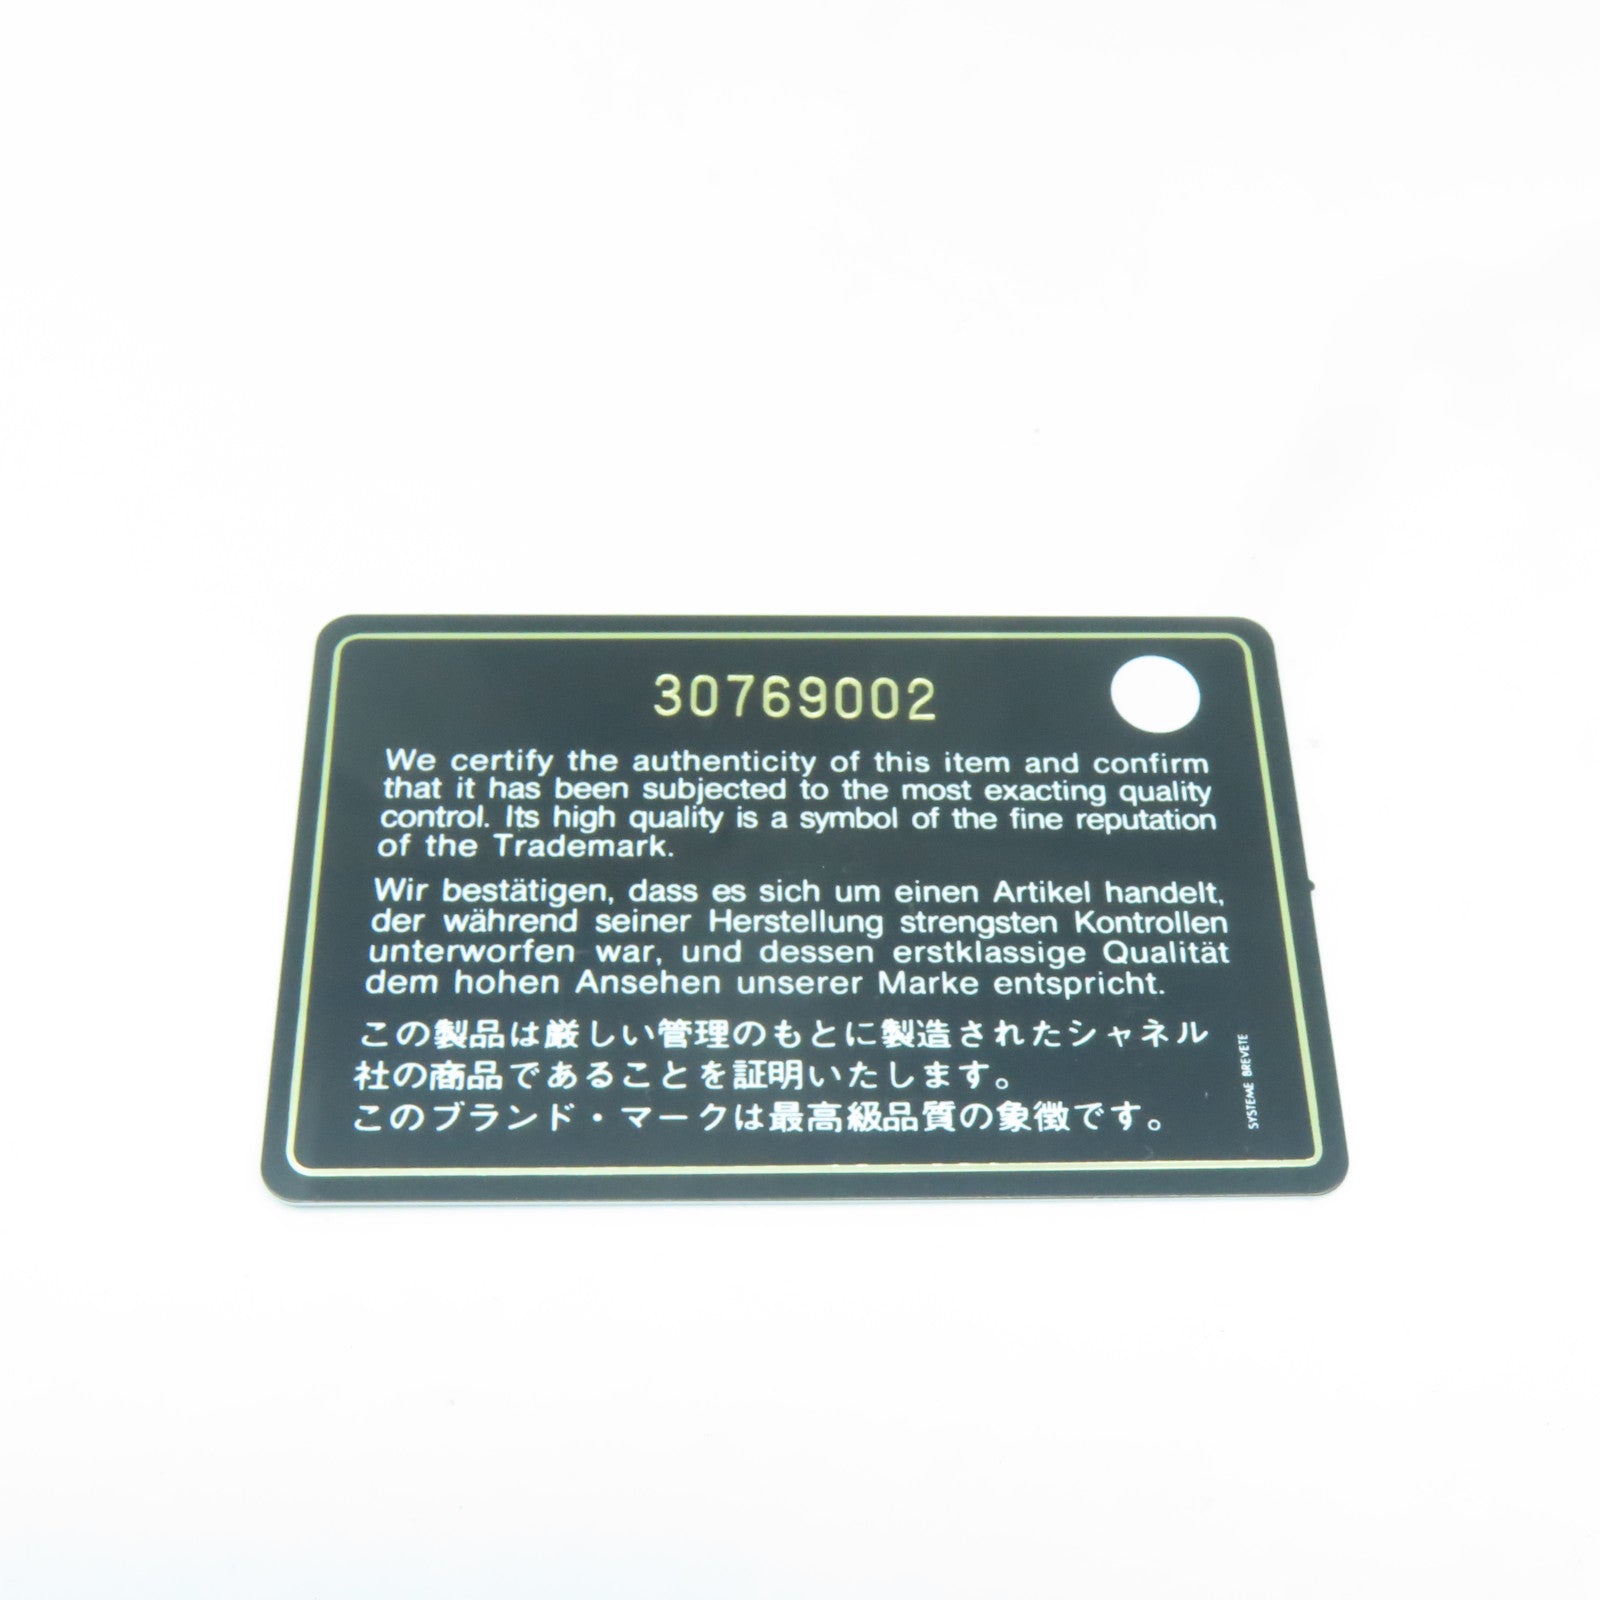 30769002
We certify the authenticity of this item and confirm
that it has been subjected to the most exacting quality
control. Its high quality is a symbol of the fine reputation
of the Trademark.
Wir bestätigen, dass es sich um einen Artikel handelt,
der während seiner Herstellung strengsten Kontrollen
unterworfen war, und dessen erstklassige Qualität
dem hohen Ansehen unserer Marke entspricht.
この製品は厳しい管理のもとに製造されたシャネル
社の商品であることを証明いたします。
このブランド・マークは最高級品質の象徴です。
SYSTEME BREVETE